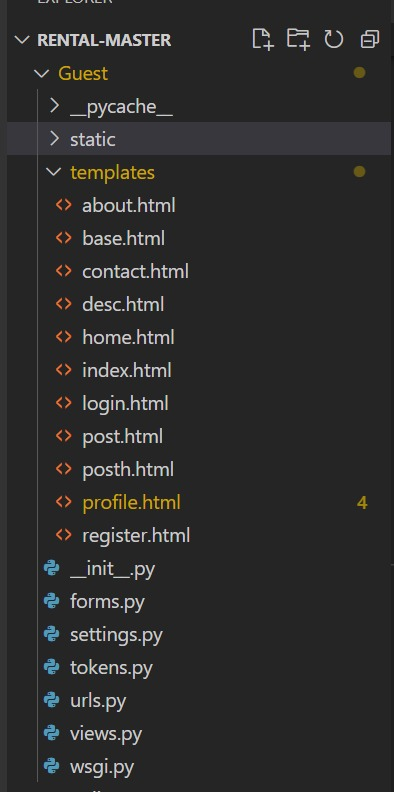 RENTAL-MASTER
Guest
__pycache__
static
templates
about.html
base.html
contact.html
desc.html
home.html
index.html
login.html
post.html
posth.html
profile.html 4
register.html
__init__.py
forms.py
settings.py
tokens.py
urls.py
views.py
wsgi.py